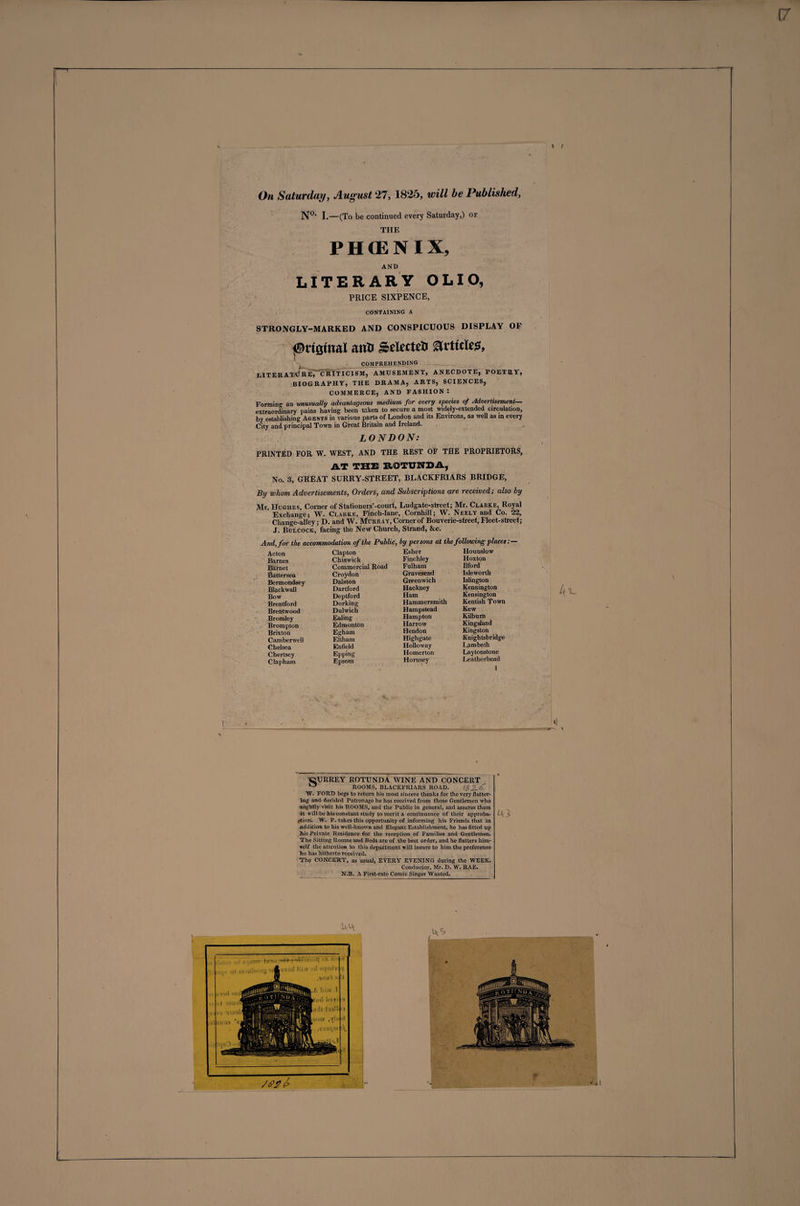 17
On Saturday, August 27, 1825, will be Published,
No. I.—(To be continued every Saturday,) or
THE
PHŒNIX,
AND
LITERARY OLIO,
PRICE SIXPENCE,
CONTAINING A
STRONGLY-MARKED AND CONSPICUOUS DISPLAY OF
Original and Selected Articles,
COMPREHENDING
LITERATURE, CRITICISM, AMUSEMENT, ANECDOTE, POETRY,
BIOGRAPHY, THE DRAMA, ARTS, SCIENCES,
COMMERCE, AND FASHION:
Forming an unusually advantageous medium for every species of Advertisement—
extraordinary pains having been taken to secure a most widely-extended circulation,
by establishing AGENTS in various parts of London and its Environs, as well as in every
City and principal Town in Great Britain and Ireland.
LONDON:
PRINTED FOR W. WEST, AND THE REST OF THE PROPRIETORS,
AT THE ROTUNDA,
No. 3, GREAT SURRY-STREET, BLACKFRIARS BRIDGE,
By whom Advertisements, Orders, and Subscriptions are received; also by
Mr. HUGHES, Corner of Stationers'-court, Ludgate-street; Mr. CLARKE, Royal
Exchange; W. CLARKE, Finch-lane, Cornhill; W. NEELY and Co. 22,
Change-alley; D. and W. MURRAY, Corner of Bouverie-street, Fleet-street;
J. BULCOCK, facing the New Church, Strand, &c.
And, for the accommodation of the Public, by persons at the following places:—
Acton Clapton Esher Hounslow
Barnes Chiswick Finchley Hoxton
Barnet Commercial Road Fulham Ilford
Battersea Croydon Gravesend Isleworth
Bermondsey Dalston Greenwich Islington
Blackwall Dartford Hackney Kennington
Bow Deptford Ham Kensington
Brentford Dorking Hammersmith Kentish Town
Brentwood Dulwich Hampstead Kew
Bromley Ealing Hampton Kilburn
Brompton Edmonton Harrow Kingsland
Brixton Egham Hendon Kingston
Camberwell Eltham Highgate Knightsbridge
Chelsea Enfield Holloway Lambeth
Chertsey Epping Homerton Laytonstone
Clapham Epsom Hornsey Leatherhead
42
SURREY ROTUNDA WINE AND CONCERT
ROOMS, BLACKFRIARS ROAD.
W. FORD begs to return his most sincere thanks for the very flatter-
ing and decided Patronage he has received from those Gentlemen who
nightly visit his ROOMS, and the Public in general, and assures them
it will be his constant study to merit a continuance of their approba-
tion. W. F. takes this opportunity of informing his Friends that in
addition to his well-known and Elegant Establishment, he has fitted up
his Private Residence for the reception of Families and Gentlemen.
The Sitting Rooms and Beds are of the best order, and he flatters him-
self the attention to this department will insure to him the preference
he has hitherto received.
The CONCERT, as usual, EVERY EVENING during the WEEK.
Conductor, Mr. D. W. RAE.
N.B. A First-rate Comic Singer Wanted.
43
44
45
ROTUNDA
ROTUNDA
1826